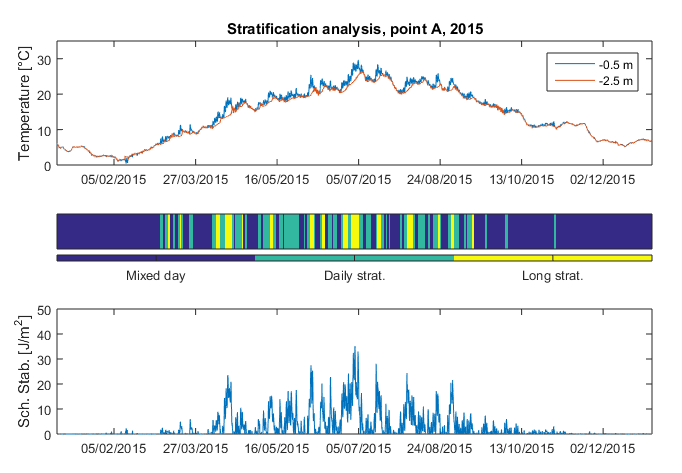 Stratification analysis, point A, 2015
Temperature [°C]
30
20
10
0
-0.5 m
-2.5 m
05/02/2015 27/03/2015 16/05/2015 05/07/2015 24/08/2015 13/10/2015 02/12/2015
Mixed day Daily strat. Long strat.
Sch. Stab. [J/m²]
50
40
30
20
10
0
05/02/2015 27/03/2015 16/05/2015 05/07/2015 24/08/2015 13/10/2015 02/12/2015